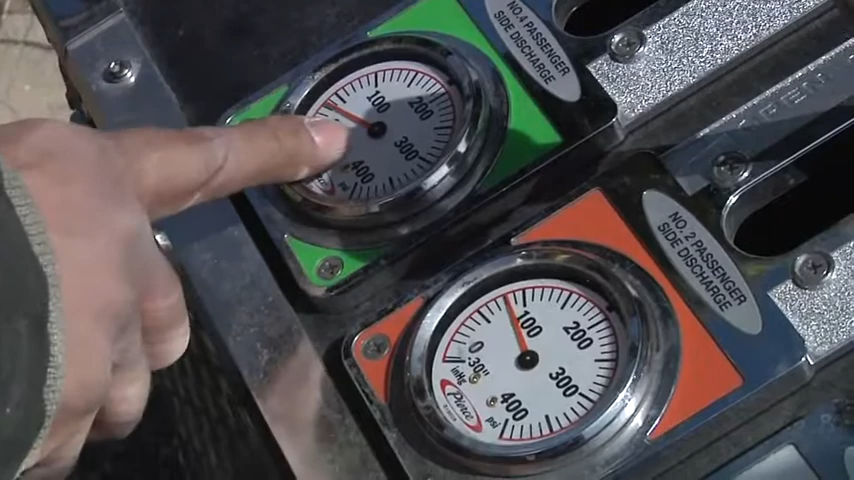 NO. 4 PASSENGER
SIDE DISCHARGE
100
200
300
400
NO. 2 PASSENGER
SIDE DISCHARGE
100
200
300
400
0
inHg
30
psi
Pierce